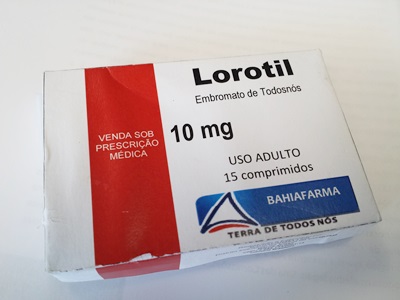 Lorotil
Embromato de Todosnós
VENDA SOB
PRESCRIÇÃO
MÉDICA
10 mg
USO ADULTO
15 comprimidos
BAHIAFARMA
TERRA DE TODOS NÓS